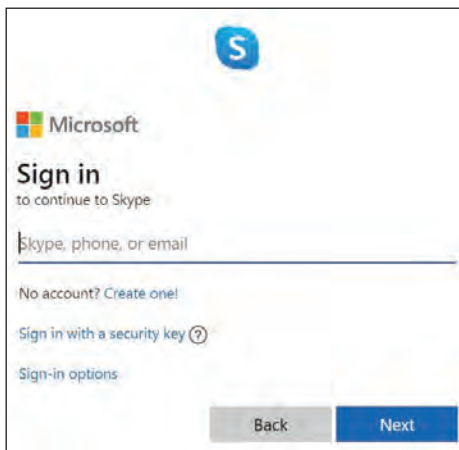 S
Microsoft
Sign in
to continue to Skype
Skype, phone, or email
No account? Create one!
Sign in with a security key ?
Sign-in options
Back Next